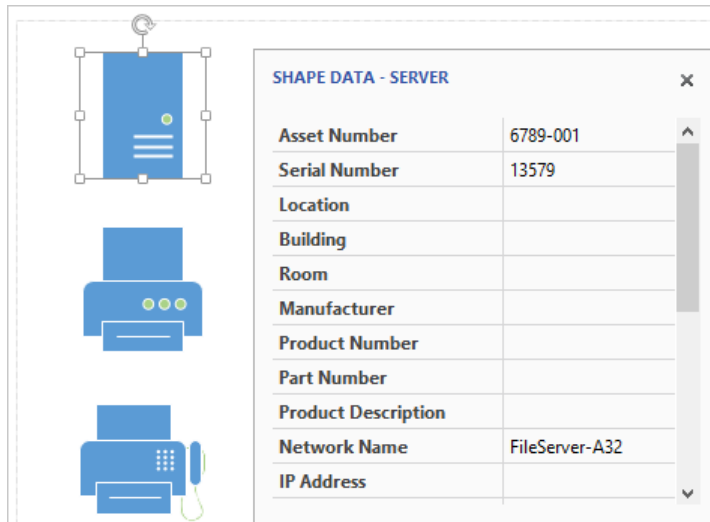 SHAPE DATA - SERVER
Asset Number 6789-001
Serial Number 13579
Location
Building
Room
Manufacturer
Product Number
Part Number
Product Description
Network Name FileServer-A32
IP Address